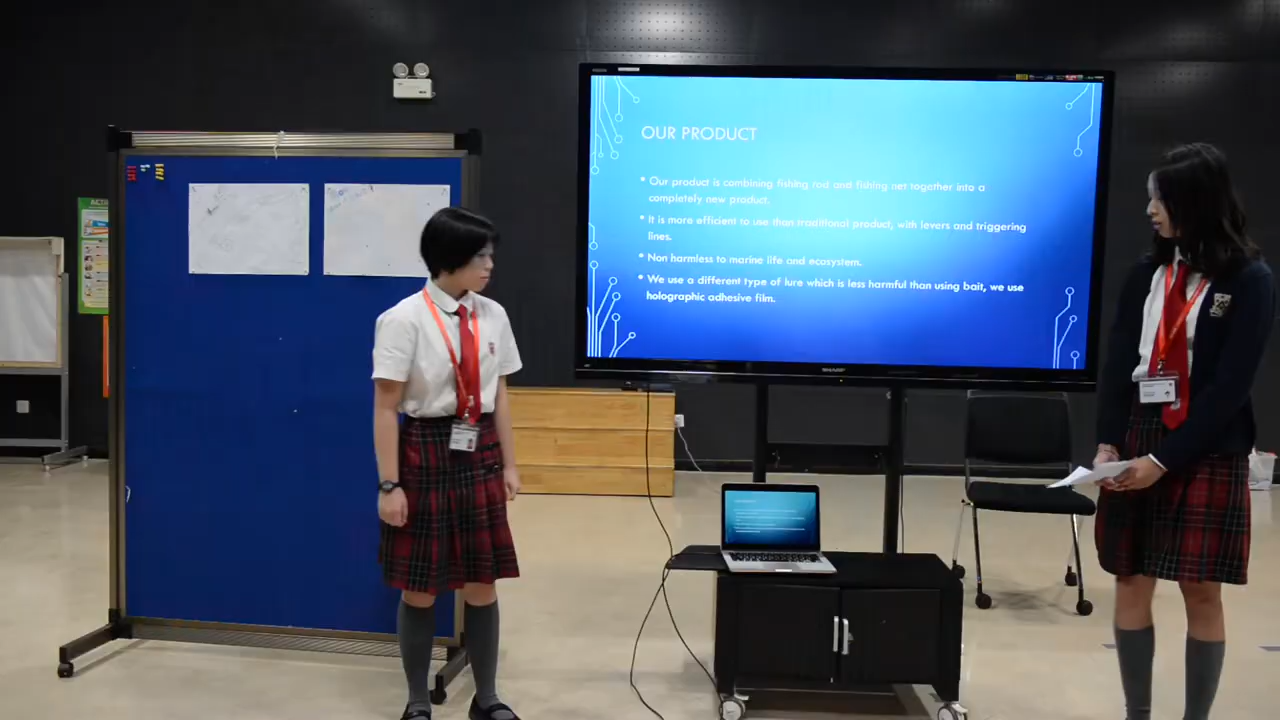 ACTA
OUR PRODUCT
* Our product is combining fishing rod and fishing net together into a
completely new product.
* It is more efficient to use than traditional product, with levers and triggering
lines.
* Non harmless to marine life and ecosystem.
* We use a different type of lure which is less harmful than using bait, we use
holographic adhesive film.
SHARP